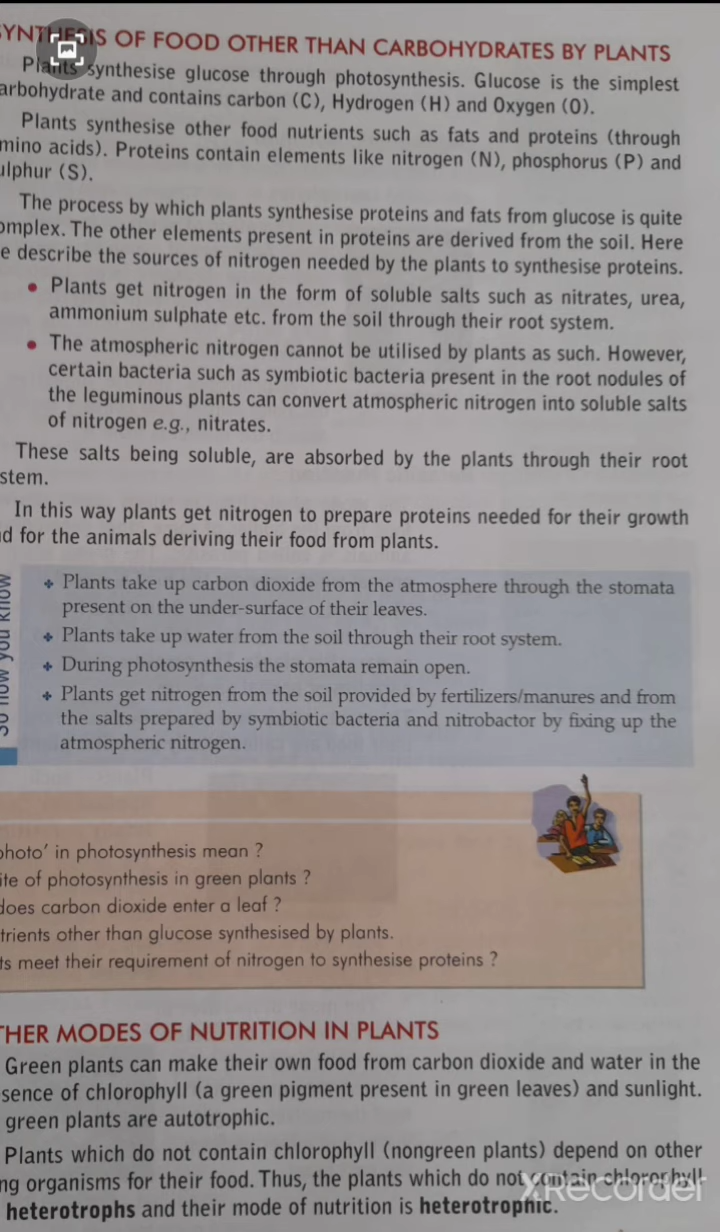 SYNTHESIS OF FOOD OTHER THAN CARBOHYDRATES BY PLANTS
Plants synthesise glucose through photosynthesis. Glucose is the simplest
arbohydrate and contains carbon (C), Hydrogen (H) and Oxygen (O).
Plants synthesise other food nutrients such as fats and proteins (through
mino acids). Proteins contain elements like nitrogen (N), phosphorus (P) and
ulphur (S).
The process by which plants synthesise proteins and fats from glucose is quite
omplex. The other elements present in proteins are derived from the soil. Here
e describe the sources of nitrogen needed by the plants to synthesise proteins.
• Plants get nitrogen in the form of soluble salts such as nitrates, urea,
ammonium sulphate etc. from the soil through their root system.
• The atmospheric nitrogen cannot be utilised by plants as such. However,
certain bacteria such as symbiotic bacteria present in the root nodules of
the leguminous plants can convert atmospheric nitrogen into soluble salts
of nitrogen e.g., nitrates.
These salts being soluble, are absorbed by the plants through their root
stem.
In this way plants get nitrogen to prepare proteins needed for their growth
d for the animals deriving their food from plants.
So now you know
❖ Plants take up carbon dioxide from the atmosphere through the stomata
present on the under-surface of their leaves.
❖ Plants take up water from the soil through their root system.
❖ During photosynthesis the stomata remain open.
❖ Plants get nitrogen from the soil provided by fertilizers/manures and from
the salts prepared by symbiotic bacteria and nitrobactor by fixing up the
atmospheric nitrogen.
photo' in photosynthesis mean ?
ite of photosynthesis in green plants ?
does carbon dioxide enter a leaf ?
trients other than glucose synthesised by plants.
ts meet their requirement of nitrogen to synthesise proteins ?
THER MODES OF NUTRITION IN PLANTS
Green plants can make their own food from carbon dioxide and water in the
sence of chlorophyll (a green pigment present in green leaves) and sunlight.
green plants are autotrophic.
Plants which do not contain chlorophyll (nongreen plants) depend on other
ng organisms for their food. Thus, the plants which do not contain chlorophyll
heterotrophs and their mode of nutrition is heterotrophic.
XRecorder